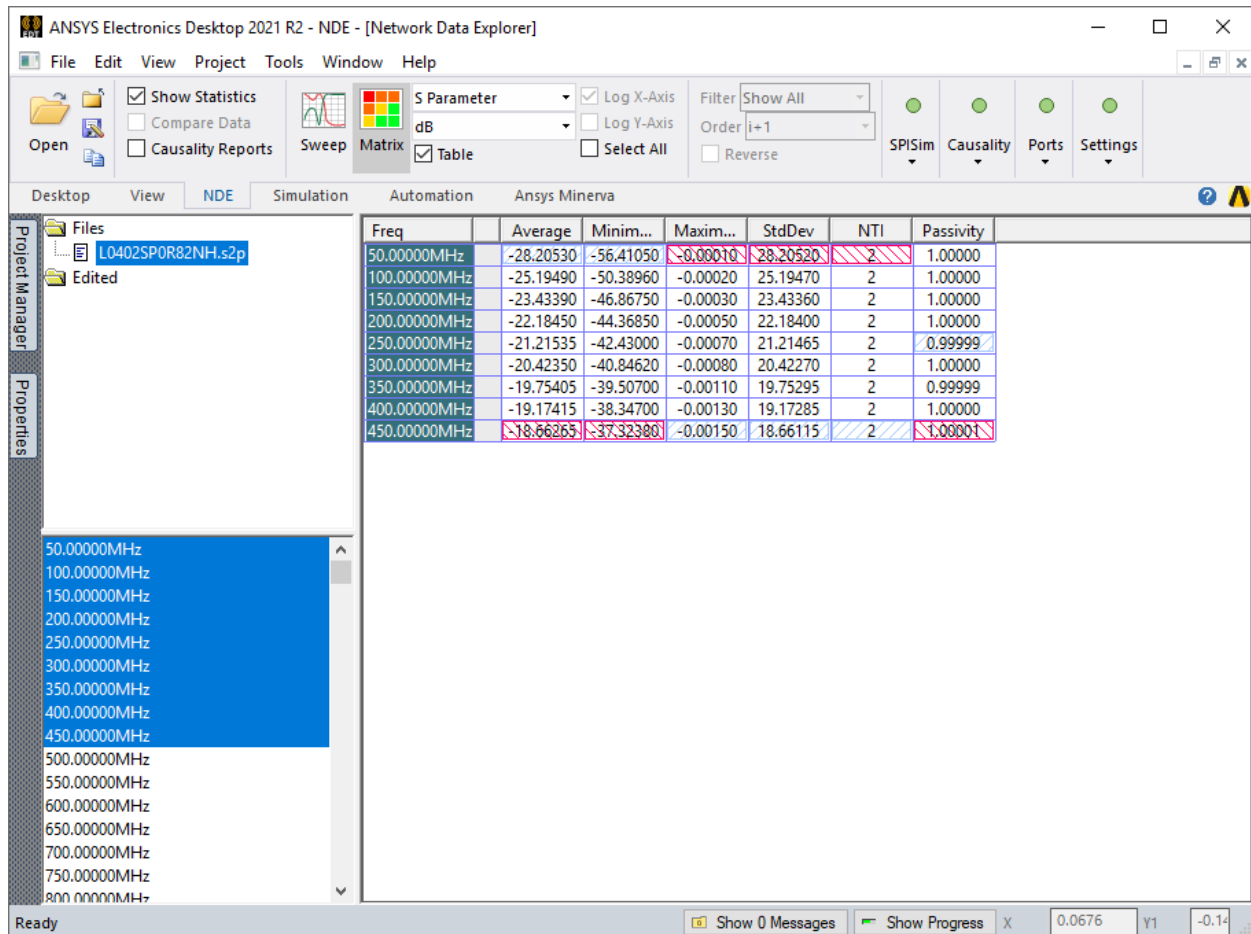 ANSYS Electronics Desktop 2021 R2 - NDE - [Network Data Explorer]
File Edit View Project Tools Window Help
Open
Show Statistics
Compare Data
Causality Reports
Sweep
Matrix
S Parameter
dB
Table
Log X-Axis
Log Y-Axis
Select All
Filter Show All
Order i+1
Reverse
SPISim
Causality
Ports
Settings
Desktop View NDE Simulation Automation Ansys Minerva
Project Manager
Properties
Files
L0402SP0R82NH.s2p
Edited
50.00000MHz
100.00000MHz
150.00000MHz
200.00000MHz
250.00000MHz
300.00000MHz
350.00000MHz
400.00000MHz
450.00000MHz
500.00000MHz
550.00000MHz
600.00000MHz
650.00000MHz
700.00000MHz
750.00000MHz
800.00000MHz
Freq Average Minim... Maxim... StdDev NTI Passivity
50.00000MHz -28.20530 -56.41050 -0.00010 28.20520 2 1.00000
100.00000MHz -25.19490 -50.38960 -0.00020 25.19470 2 1.00000
150.00000MHz -23.43390 -46.86750 -0.00030 23.43360 2 1.00000
200.00000MHz -22.18450 -44.36850 -0.00050 22.18400 2 1.00000
250.00000MHz -21.21535 -42.43000 -0.00070 21.21465 2 0.99999
300.00000MHz -20.42350 -40.84620 -0.00080 20.42270 2 1.00000
350.00000MHz -19.75405 -39.50700 -0.00110 19.75295 2 0.99999
400.00000MHz -19.17415 -38.34700 -0.00130 19.17285 2 1.00000
450.00000MHz -18.66265 -37.32380 -0.00150 18.66115 2 1.00001
Ready
Show 0 Messages
Show Progress
X 0.0676 Y1 -0.14